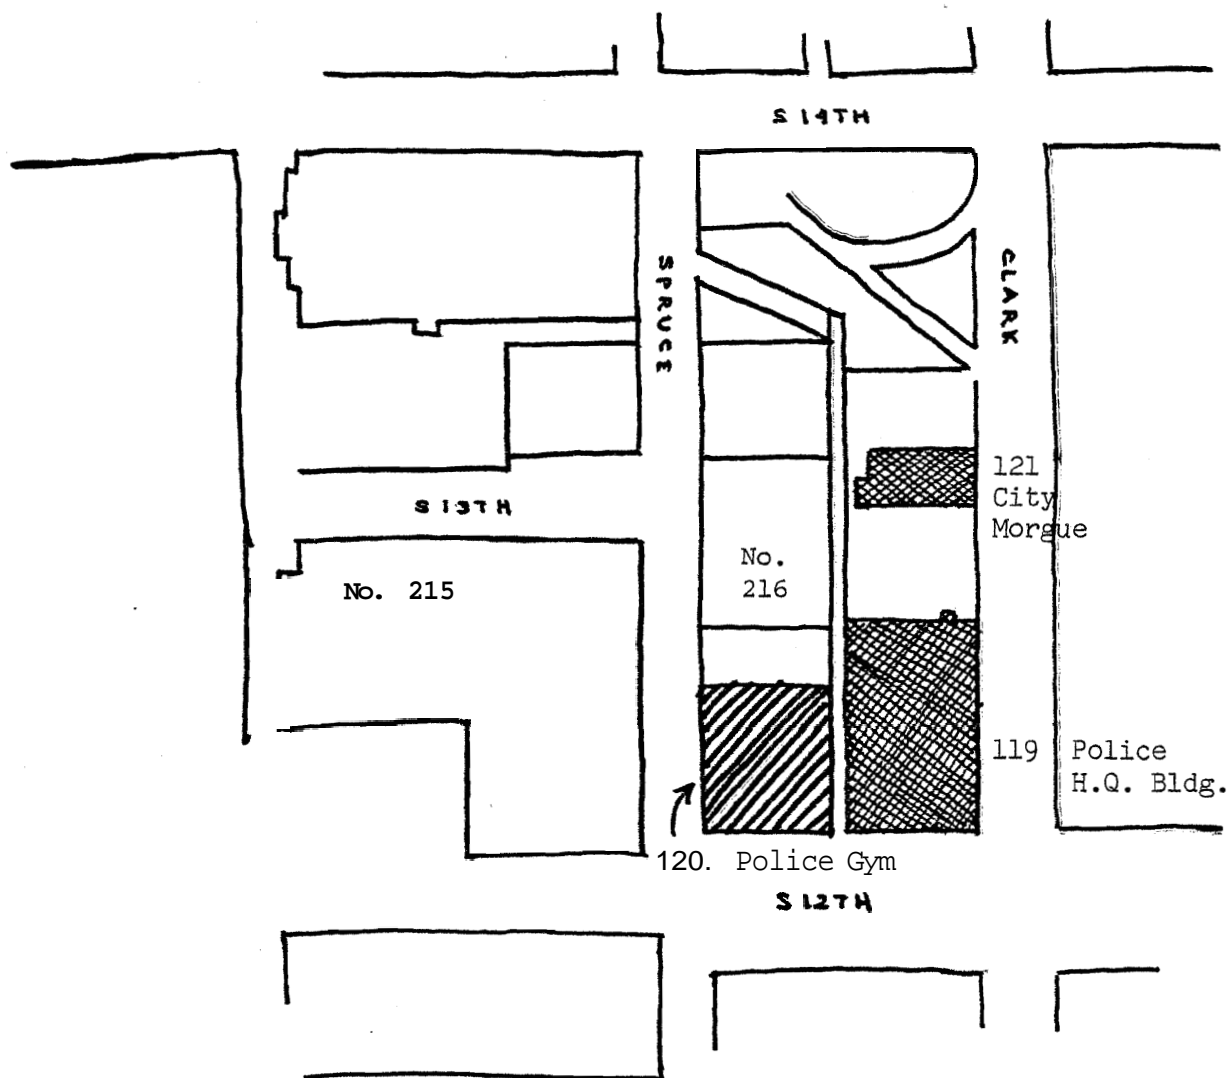 S 14TH
SPRUCE
CLARK
121
City
Morgue
S 13TH
No. 215
No.
216
119 Police
H.Q. Bldg.
120. Police Gym
S 12TH